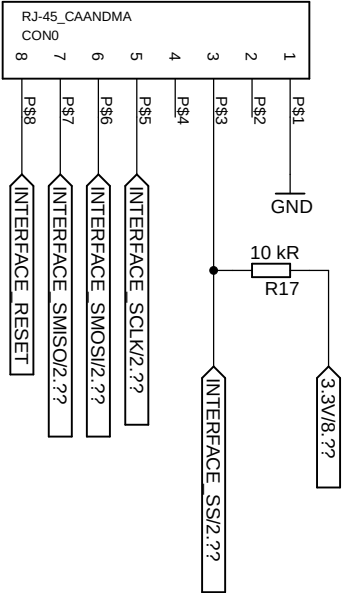 RJ-45_CAANDMA
CON0
8 7 6 5 4 3 2 1
P$8 P$7 P$6 P$5 P$4 P$3 P$2 P$1
GND
10 kR
R17
INTERFACE_RESET
INTERFACE_SMISO/2.??
INTERFACE_SMOSI/2.??
INTERFACE_SCLK/2.??
INTERFACE_SS/2.??
3.3V/8.??